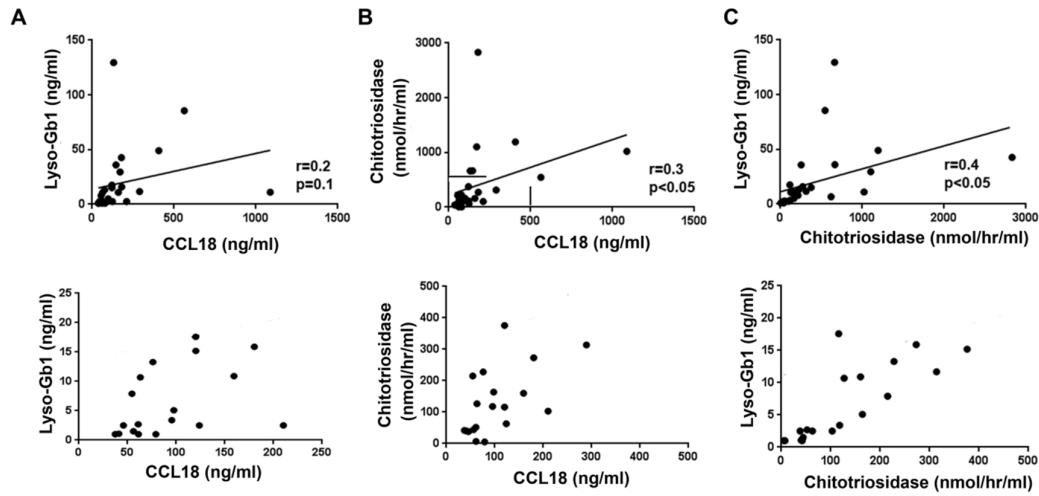 A
B
C
Lyso-Gb1 (ng/ml)
150
100
50
0
0
500
1000
1500
r=0.2
p=0.1
CCL18 (ng/ml)
Chitotriosidase
(nmol/hr/ml)
3000
2000
1000
0
0
500
1000
1500
r=0.3
p<0.05
CCL18 (ng/ml)
Lyso-Gb1 (ng/ml)
150
100
50
0
0
1000
2000
3000
r=0.4
p<0.05
Chitotriosidase (nmol/hr/ml)
Lyso-Gb1 (ng/ml)
25
20
15
10
5
0
0
50
100
150
200
250
CCL18 (ng/ml)
Chitotriosidase
(nmol/hr/ml)
500
400
300
200
100
0
0
100
200
300
400
500
CCL18 (ng/ml)
Lyso-Gb1 (ng/ml)
25
20
15
10
5
0
0
100
200
300
400
500
Chitotriosidase (nmol/hr/ml)